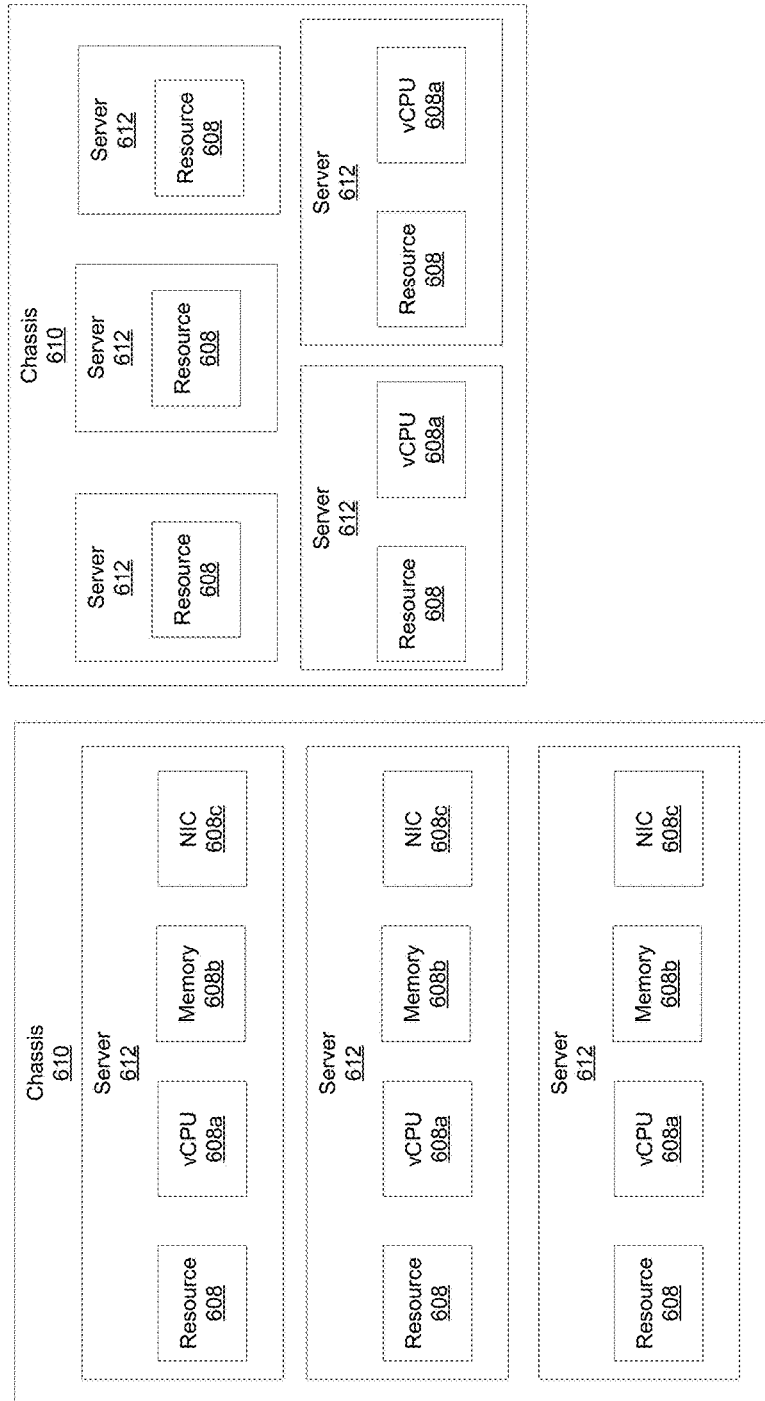 Chassis
610
Server
612
Resource
608
vCPU
608a
Memory
608b
NIC
608c
Server
612
Resource
608
vCPU
608a
Memory
608b
NIC
608c
Server
612
Resource
608
vCPU
608a
Memory
608b
NIC
608c
Chassis
610
Server
612
Resource
608
Server
612
Resource
608
Server
612
Resource
608
Server
612
Resource
608
vCPU
608a
Server
612
Resource
608
vCPU
608a